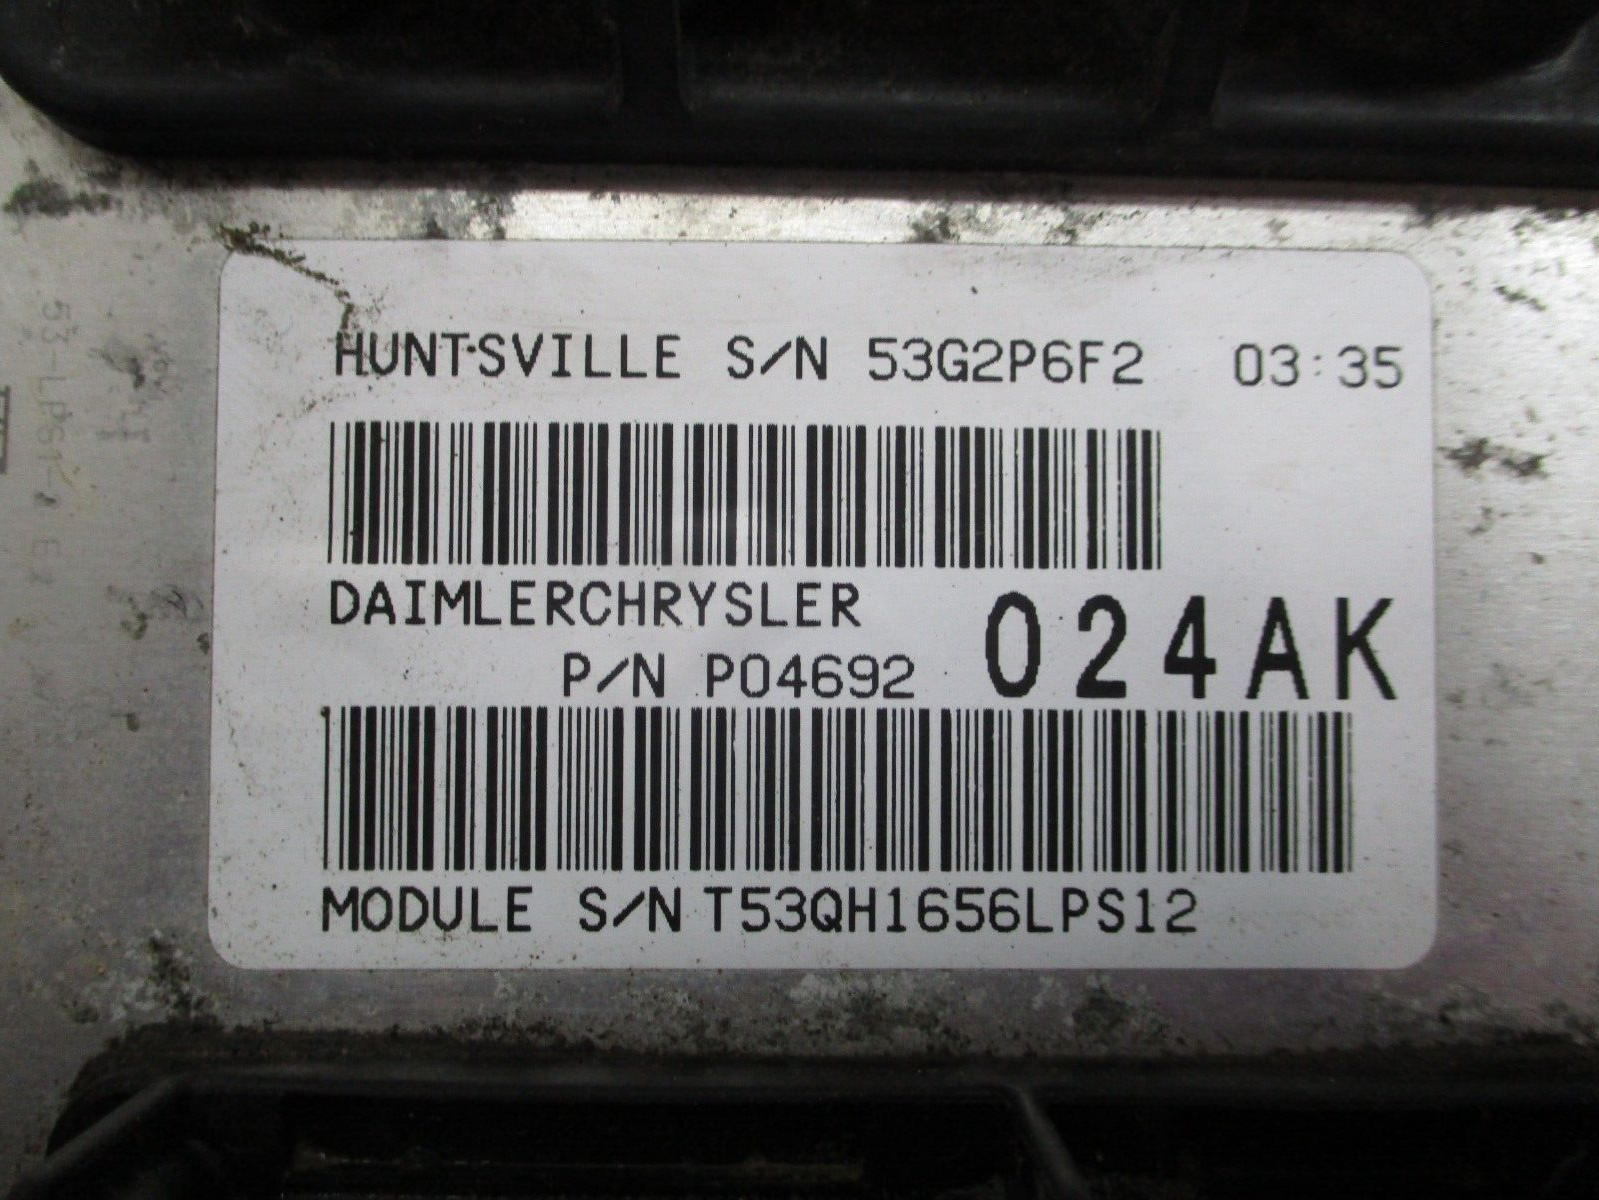 HUNTSVILLE S/N 53G2P6F2 03:35
DAIMLERCHRYSLER
P/N P04692 024AK
MODULE S/N T53QH1656LPS12